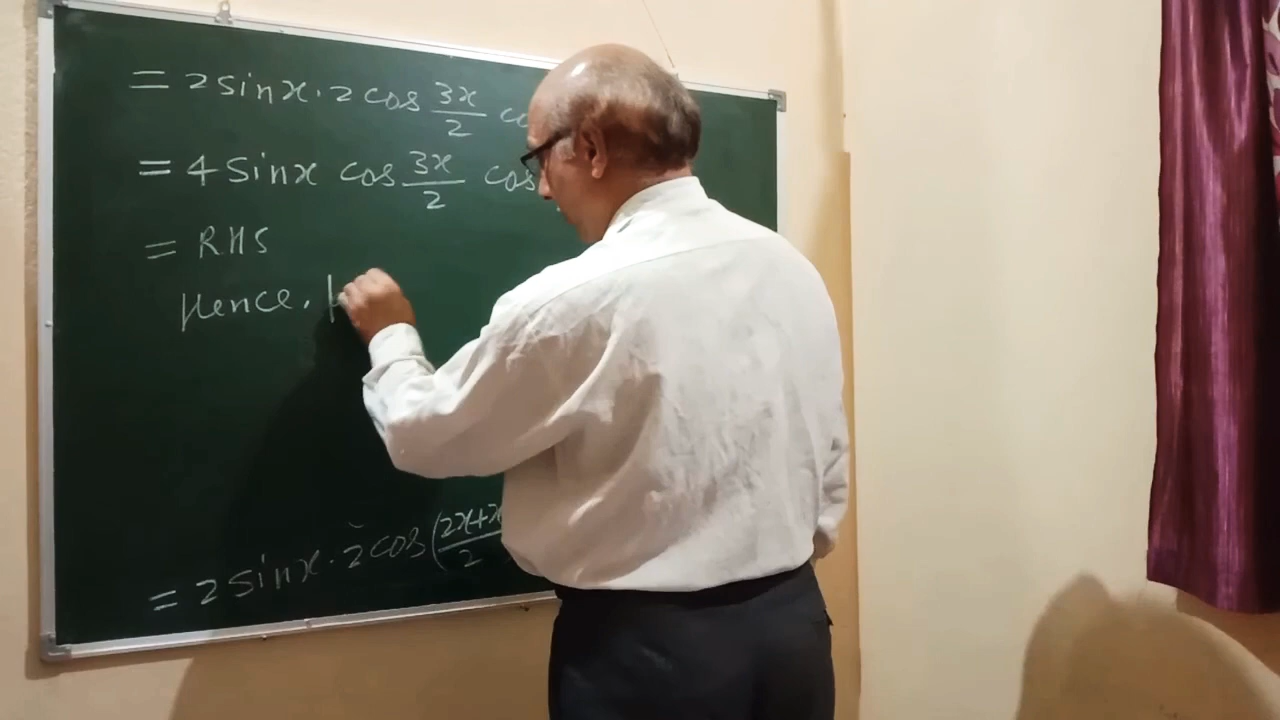 = 2 sinx . 2 cos 3x/2
= 4 sinx cos 3x/2 cos
= RHS
Hence,
= 2 sinx . 2 cos (2x+x/2